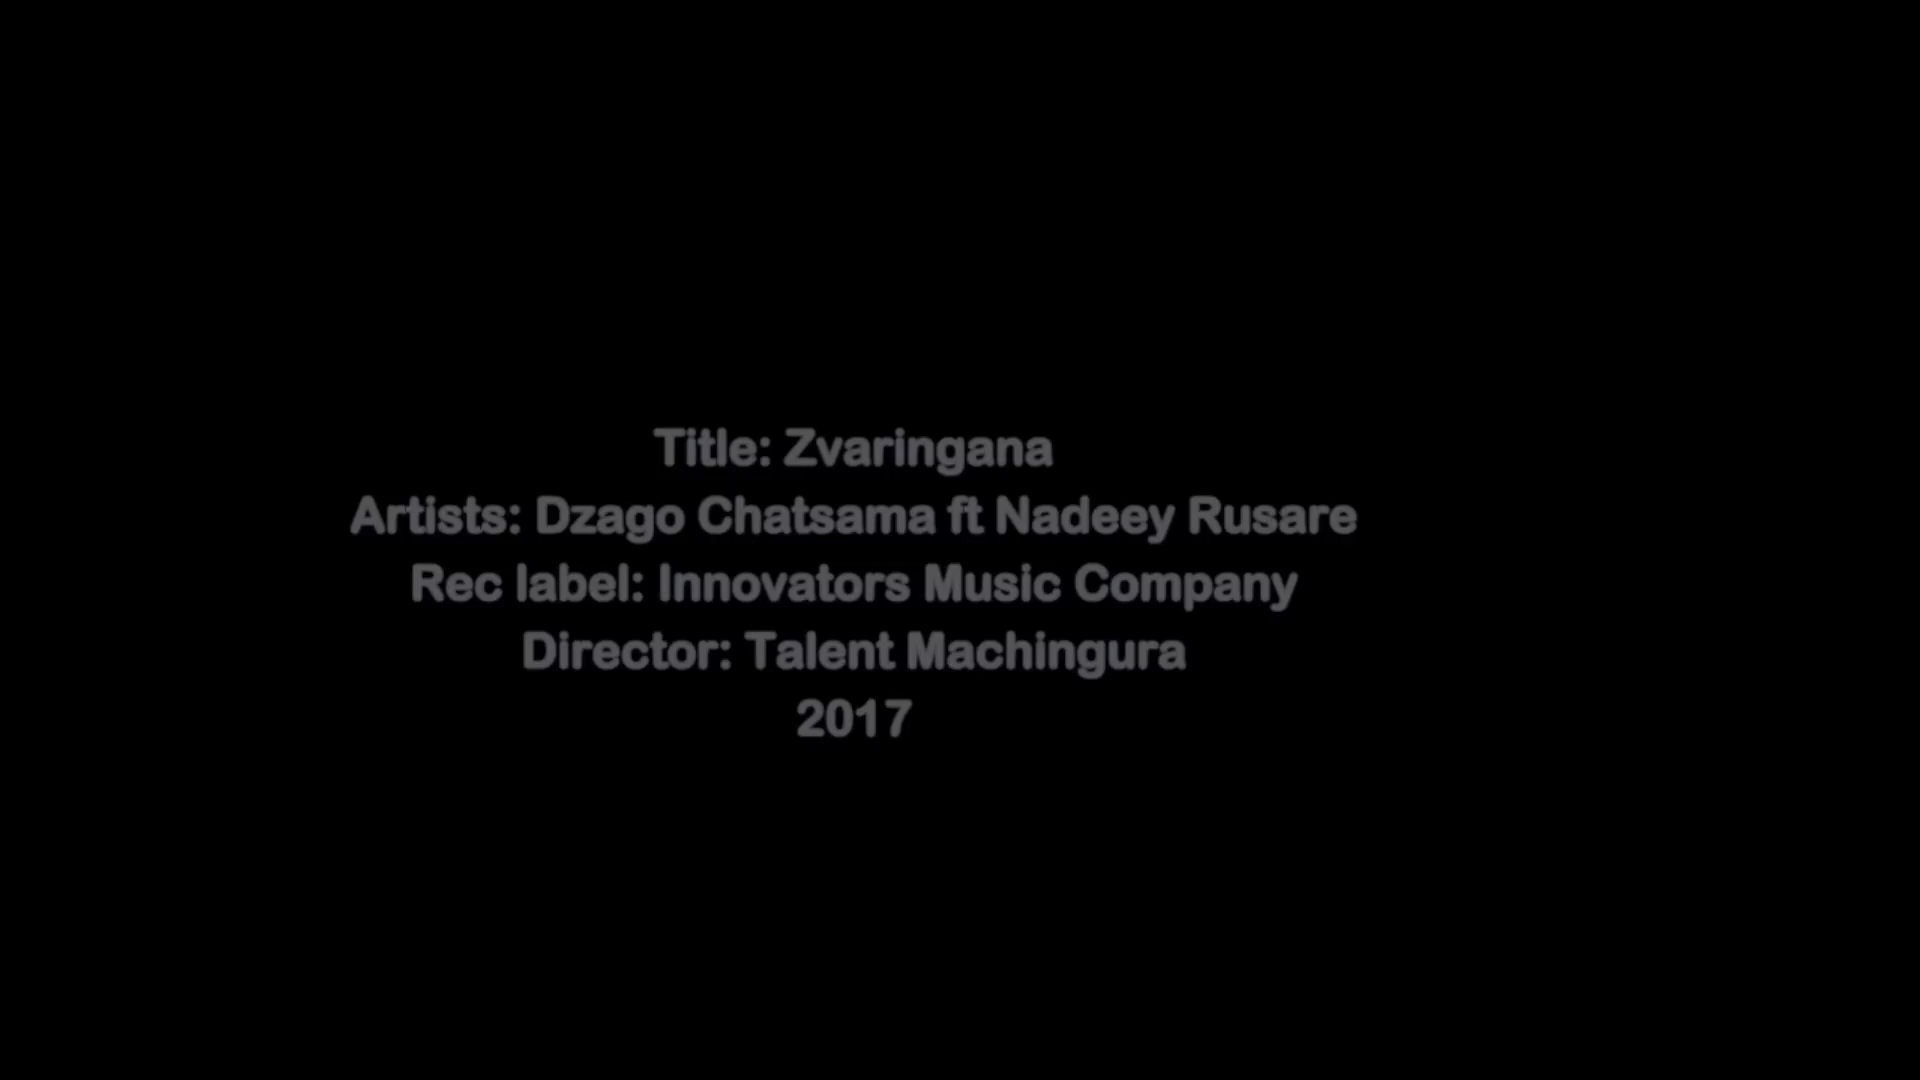 Title: Zvaringana
Artists: Dzago Chatsama ft Nadeey Rusare
Rec label: Innovators Music Company
Director: Talent Machingura
2017